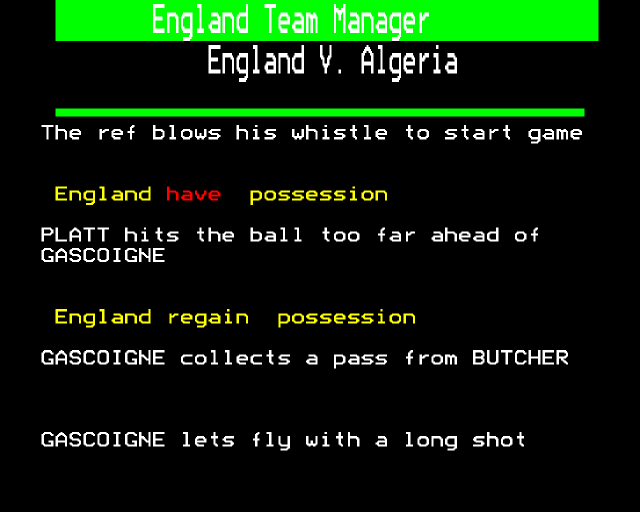 England Team Manager
England V. Algeria
The ref blows his whistle to start game
England have possession
PLATT hits the ball too far ahead of
GASCOIGNE
England regain possession
GASCOIGNE collects a pass from BUTCHER
GASCOIGNE lets fly with a long shot